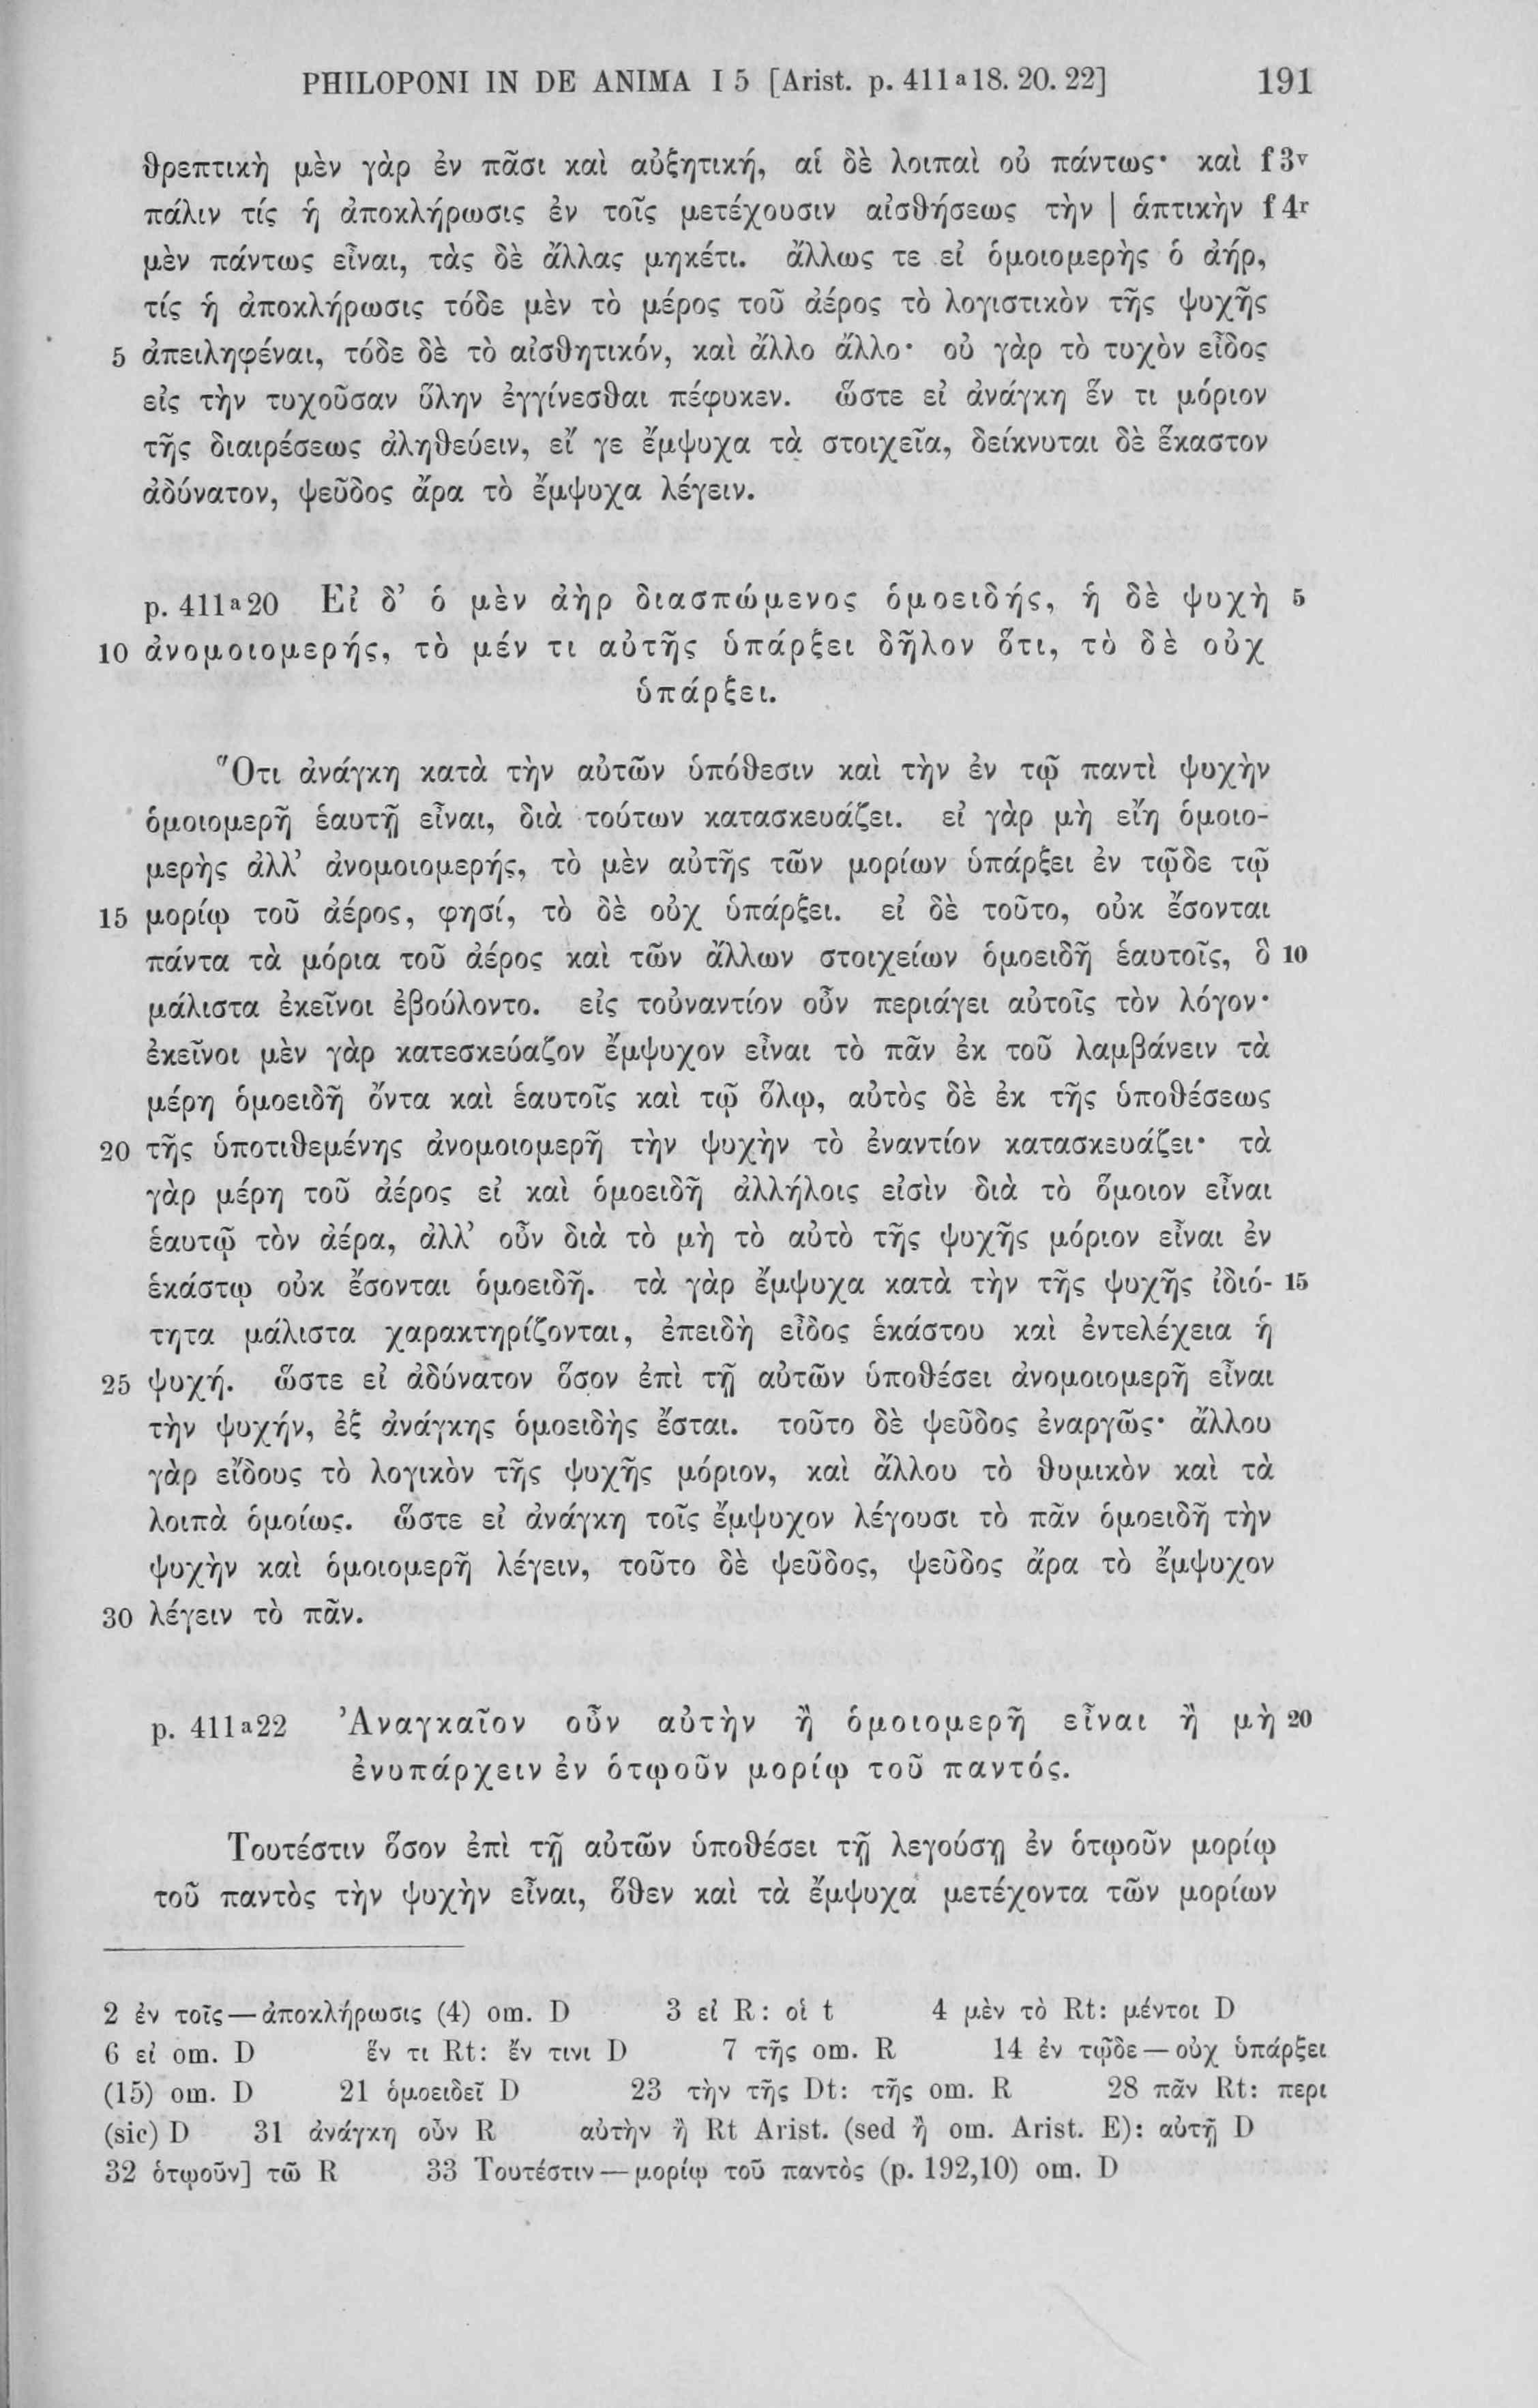 PHILOPONI IN DE ANIMA I 5 [Arist. p. 411ᵃ18. 20. 22] 191
θρεπτικὴ μὲν γὰρ ἐν πᾶσι καὶ αὐξητική, αἱ δὲ λοιπαὶ οὐ πάντως· καὶ f 3v
πάλιν τίς ἡ ἀποκλήρωσις ἐν τοῖς μετέχουσιν αἰσθήσεως τὴν | ἁπτικὴν f 4r
μὲν πάντως εἶναι, τὰς δὲ ἄλλας μηκέτι. ἄλλως τε εἰ ὁμοιομερὴς ὁ ἀήρ,
τίς ἡ ἀποκλήρωσις τόδε μὲν τὸ μέρος τοῦ ἀέρος τὸ λογιστικὸν τῆς ψυχῆς
5 ἀπειληφέναι, τόδε δὲ τὸ αἰσθητικόν, καὶ ἄλλο ἄλλο· οὐ γὰρ τὸ τυχὸν εἶδος
εἰς τὴν τυχοῦσαν ὕλην ἐγγίνεσθαι πέφυκεν. ὥστε εἰ ἀνάγκη ἕν τι μόριον
τῆς διαιρέσεως ἀληθεύειν, εἴ γε ἔμψυχα τὰ στοιχεῖα, δείκνυται δὲ ἕκαστον
ἀδύνατον, ψεῦδος ἄρα τὸ ἔμψυχα λέγειν.
p. 411ᵃ20 Εἰ δ’ ὁ μὲν ἀὴρ διασπώμενος ὁμοειδής, ἡ δὲ ψυχὴ 5
10 ἀνομοιομερής, τὸ μέν τι αὐτῆς ὑπάρξει δῆλον ὅτι, τὸ δὲ οὐχ
ὑπάρξει.
Ὅτι ἀνάγκη κατὰ τὴν αὐτῶν ὑπόθεσιν καὶ τὴν ἐν τῷ παντὶ ψυχὴν
ὁμοιομερῆ ἑαυτῇ εἶναι, διὰ τούτων κατασκευάζει. εἰ γὰρ μὴ εἴη ὁμοιο-
μερὴς ἀλλ’ ἀνομοιομερής, τὸ μὲν αὐτῆς τῶν μορίων ὑπάρξει ἐν τῷδε τῷ
15 μορίῳ τοῦ ἀέρος, φησί, τὸ δὲ οὐχ ὑπάρξει. εἰ δὲ τοῦτο, οὐκ ἔσονται
πάντα τὰ μόρια τοῦ ἀέρος καὶ τῶν ἄλλων στοιχείων ὁμοειδῆ ἑαυτοῖς, ὃ 10
μάλιστα ἐκεῖνοι ἐβούλοντο. εἰς τοὐναντίον οὖν περιάγει αὐτοῖς τὸν λόγον·
ἐκεῖνοι μὲν γὰρ κατεσκεύαζον ἔμψυχον εἶναι τὸ πᾶν ἐκ τοῦ λαμβάνειν τὰ
μέρη ὁμοειδῆ ὄντα καὶ ἑαυτοῖς καὶ τῷ ὅλῳ, αὐτὸς δὲ ἐκ τῆς ὑποθέσεως
20 τῆς ὑποτιθεμένης ἀνομοιομερῆ τὴν ψυχὴν τὸ ἐναντίον κατασκευάζει· τὰ
γὰρ μέρη τοῦ ἀέρος εἰ καὶ ὁμοειδῆ ἀλλήλοις εἰσὶν διὰ τὸ ὅμοιον εἶναι
ἑαυτῷ τὸν ἀέρα, ἀλλ’ οὖν διὰ τὸ μὴ τὸ αὐτὸ τῆς ψυχῆς μόριον εἶναι ἐν
ἑκάστῳ οὐκ ἔσονται ὁμοειδῆ. τὰ γὰρ ἔμψυχα κατὰ τὴν τῆς ψυχῆς ἰδιό- 15
τητα μάλιστα χαρακτηρίζονται, ἐπειδὴ εἶδος ἑκάστου καὶ ἐντελέχεια ἡ
25 ψυχή. ὥστε εἰ ἀδύνατον ὅσον ἐπὶ τῇ αὐτῶν ὑποθέσει ἀνομοιομερῆ εἶναι
τὴν ψυχήν, ἐξ ἀνάγκης ὁμοειδὴς ἔσται. τοῦτο δὲ ψεῦδος ἐναργῶς· ἄλλου
γὰρ εἴδους τὸ λογικὸν τῆς ψυχῆς μόριον, καὶ ἄλλου τὸ θυμικὸν καὶ τὰ
λοιπὰ ὁμοίως. ὥστε εἰ ἀνάγκη τοῖς ἔμψυχον λέγουσι τὸ πᾶν ὁμοειδῆ τὴν
ψυχὴν καὶ ὁμοιομερῆ λέγειν, τοῦτο δὲ ψεῦδος, ψεῦδος ἄρα τὸ ἔμψυχον
30 λέγειν τὸ πᾶν.
p. 411ᵃ22 Ἀναγκαῖον οὖν αὐτὴν ἢ ὁμοιομερῆ εἶναι ἢ μὴ 20
ἐνυπάρχειν ἐν ὁτῳοῦν μορίῳ τοῦ παντός.
Τουτέστιν ὅσον ἐπὶ τῇ αὐτῶν ὑποθέσει τῇ λεγούσῃ ἐν ὁτῳοῦν μορίῳ
τοῦ παντὸς τὴν ψυχὴν εἶναι, ὅθεν καὶ τὰ ἔμψυχα μετέχοντα τῶν μορίων
2 ἐν τοῖς — ἀποκλήρωσις (4) om. D 3 εἰ R: οἱ t 4 μὲν τὸ Rt: μέντοι D
6 εἰ om. D ἕν τι Rt: ἔν τινι D 7 τῆς om. R 14 ἐν τῷδε — οὐχ ὑπάρξει
(15) om. D 21 ὁμοειδεῖ D 23 τὴν τῆς Dt: τῆς om. R 28 πᾶν Rt: περι
(sic) D 31 ἀνάγκη οὖν R αὐτὴν ἢ Rt Arist. (sed ἢ om. Arist. E): αὐτῇ D
32 ὁτῳοῦν] τῶ R 33 Τουτέστιν — μορίῳ τοῦ παντὸς (p. 192,10) om. D